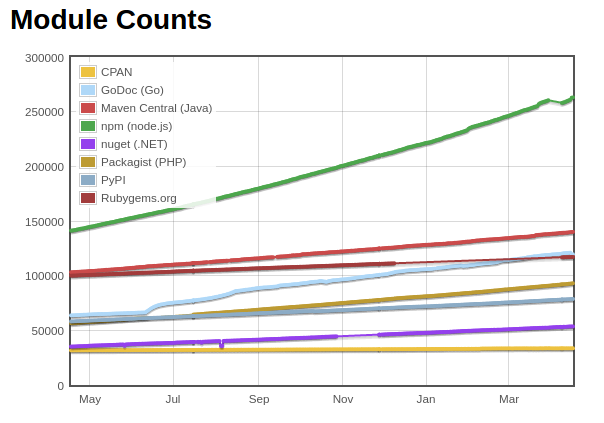 Module Counts
300000
250000
200000
150000
100000
50000
0
CPAN
GoDoc (Go)
Maven Central (Java)
npm (node.js)
nuget (.NET)
Packagist (PHP)
PyPI
Rubygems.org
May Jul Sep Nov Jan Mar